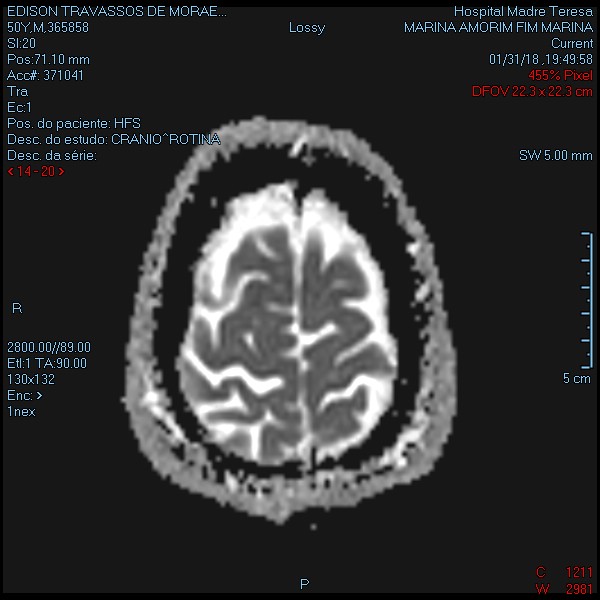 EDISON TRAVASSOS DE MORAE...
50Y,M,365858
Sl:20
Pos:71.10 mm
Acc#: 371041
Tra
Ec:1
Pos. do paciente: HFS
Desc. do estudo: CRANIO^ROTINA
Desc. da série:
< 14 - 20 >
Lossy
Hospital Madre Teresa
MARINA AMORIM FIM MARINA
Current
01/31/18 ,19:49:58
455% Pixel
DFOV 22.3 x 22.3 cm
SW 5.00 mm
R
2800.00//89.00
Etl:1 TA:90.00
130x132
Enc: >
1nex
5 cm
P
C 1211
W 2981